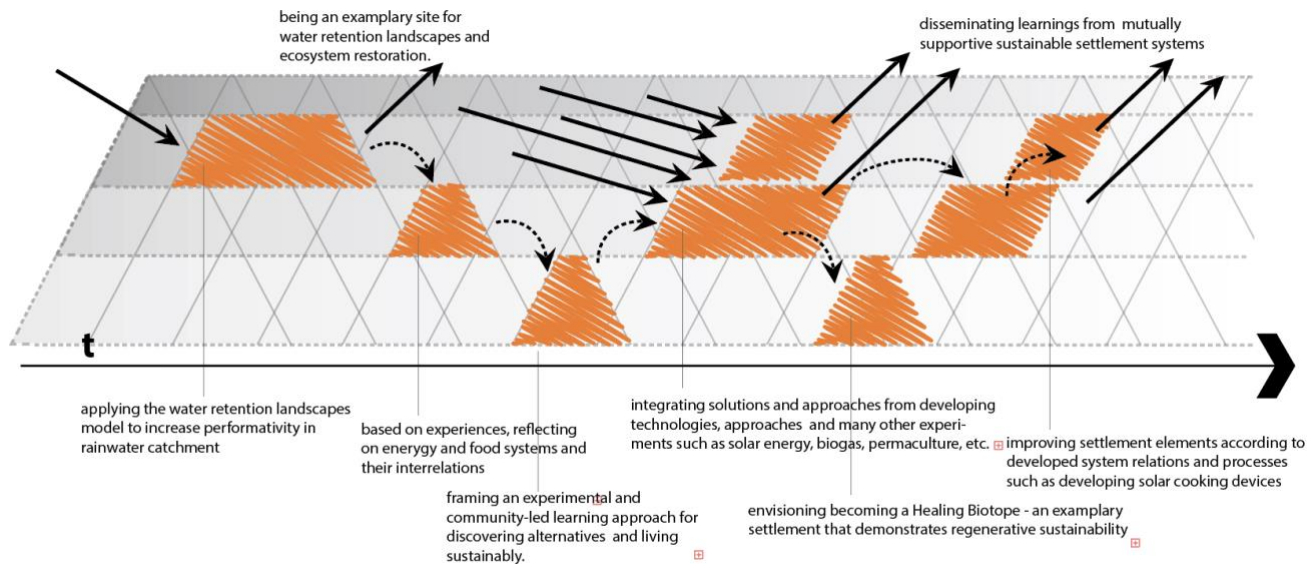 being an examplary site for
water retention landscapes and
ecosystem restoration.
disseminating learnings from mutually
supportive sustainable settlement systems
t
applying the water retention landscapes
model to increase performativity in
rainwater catchment
based on experiences, reflecting
on enerygy and food systems and
their interrelations
framing an experimental and
community-led learning approach for
discovering alternatives and living
sustainably.
integrating solutions and approaches from developing
technologies, approaches and many other experi-
ments such as solar energy, biogas, permaculture, etc.
envisioning becoming a Healing Biotope - an examplary
settlement that demonstrates regenerative sustainability
improving settlement elements according to
developed system relations and processes
such as developing solar cooking devices